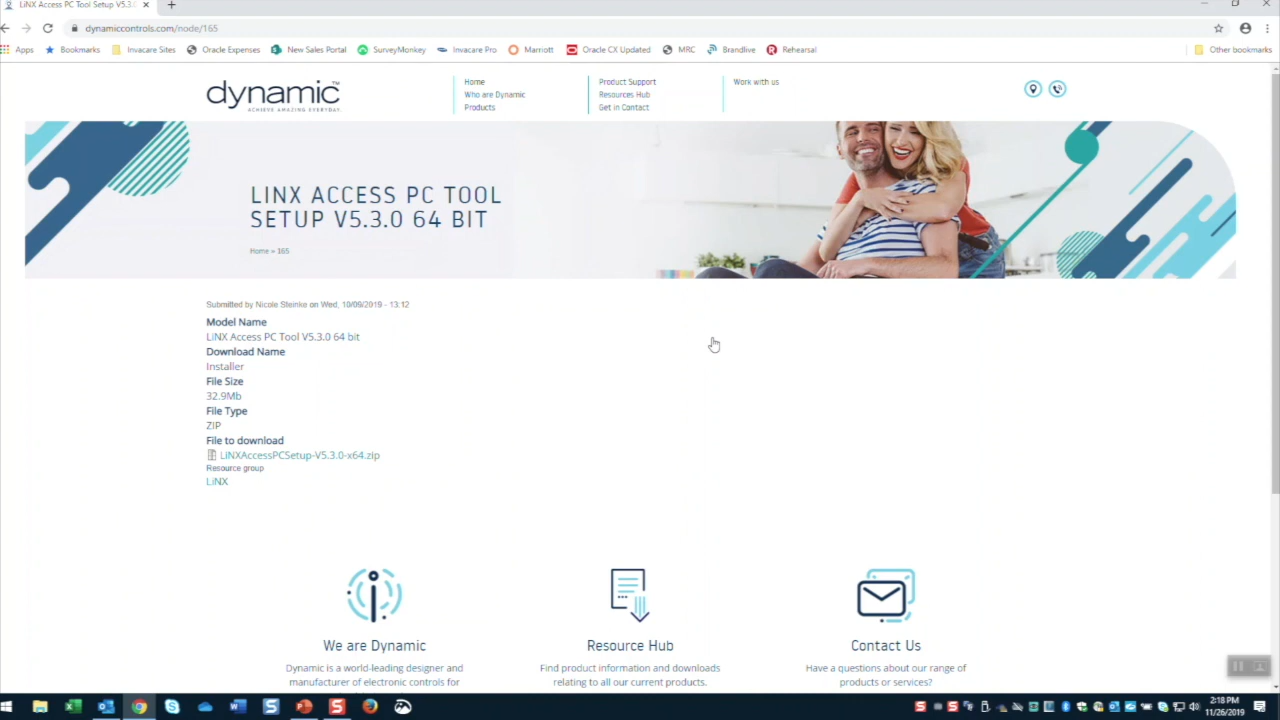 LiNX Access PC Tool Setup V5.3.0
dynamiccontrols.com/node/165
Apps Bookmarks Invacare Sites Oracle Expenses New Sales Portal SurveyMonkey Invacare Pro Marriott Oracle CX Updated MRC Brandlive Rehearsal Other bookmarks
dynamic™
ACHIEVE AMAZING EVERYDAY
Home
Who are Dynamic
Products
Product Support
Resources Hub
Get in Contact
Work with us
LINX ACCESS PC TOOL
SETUP V5.3.0 64 BIT
Home » 165
Submitted by Nicole Steinke on Wed, 10/09/2019 - 13:12
Model Name
LiNX Access PC Tool V5.3.0 64 bit
Download Name
Installer
File Size
32.9Mb
File Type
ZIP
File to download
LiNXAccessPCSetup-V5.3.0-x64.zip
Resource group
LiNX
We are Dynamic
Dynamic is a world-leading designer and
manufacturer of electronic controls for
Resource Hub
Find product information and downloads
relating to all our current products.
Contact Us
Have a questions about our range of
products or services?
2:18 PM
11/26/2019